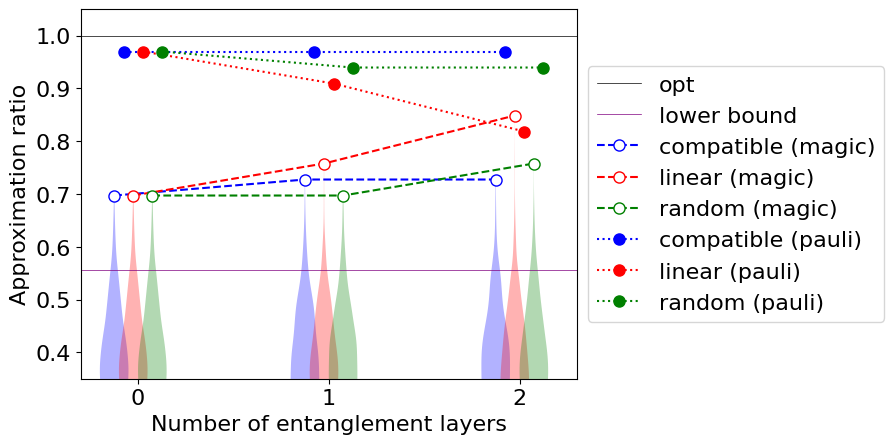 1.0
0.9
0.8
0.7
0.6
0.5
0.4
Approximation ratio
0
1
2
Number of entanglement layers
opt
lower bound
compatible (magic)
linear (magic)
random (magic)
compatible (pauli)
linear (pauli)
random (pauli)